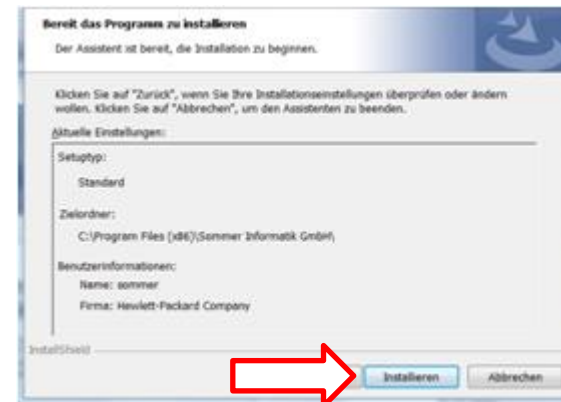 Bereit das Programm zu installieren
Der Assistent ist bereit, die Installation zu beginnen.
Klicken Sie auf "Zurück", wenn Sie Ihre Installationseinstellungen überprüfen oder ändern
wollen. Klicken Sie auf "Abbrechen", um den Assistenten zu beenden.
Aktuelle Einstellungen:
Setuptyp:
Standard
Zielordner:
C:\Program Files (x86)\Sommer Informatik GmbH\
Benutzerinformationen:
Name: sommer
Firma: Hewlett-Packard Company
InstallShield
Installieren
Abbrechen